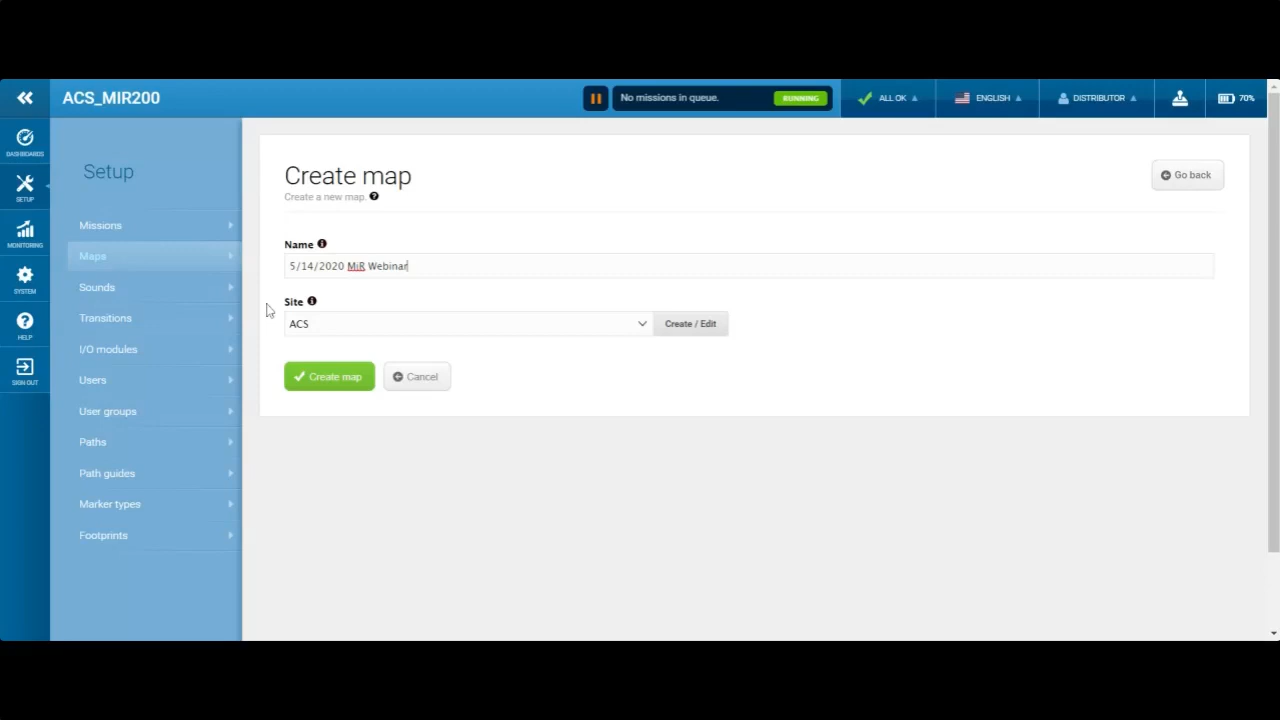 ACS_MIR200
No missions in queue.
RUNNING
ALL OK
ENGLISH
DISTRIBUTOR
70%
DASHBOARDS
SETUP
MONITORING
SYSTEM
HELP
SIGN OUT
Setup
Missions
Maps
Sounds
Transitions
I/O modules
Users
User groups
Paths
Path guides
Marker types
Footprints
Create map
Create a new map.
Go back
Name
5/14/2020 MiR Webinar
Site
ACS
Create / Edit
Create map
Cancel